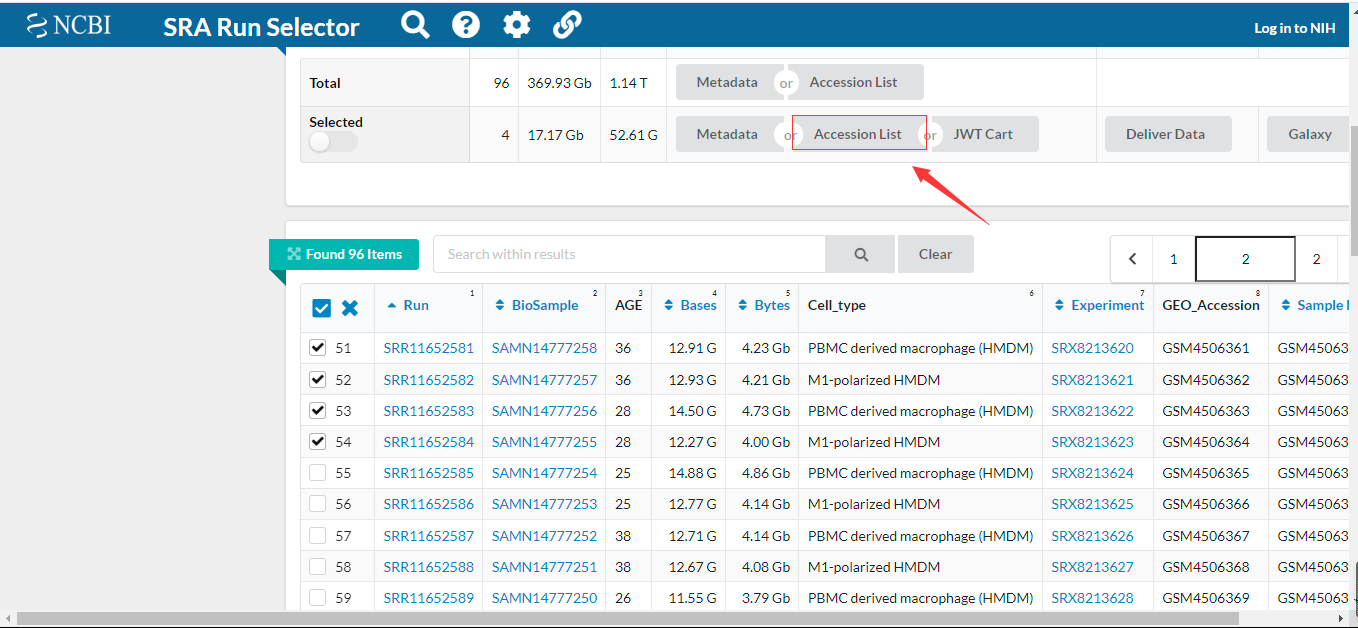 NCBI SRA Run Selector Log in to NIH
Total 96 369.93 Gb 1.14 T Metadata or Accession List
Selected 4 17.17 Gb 52.61 G Metadata or Accession List or JWT Cart Deliver Data Galaxy
Found 96 Items Search within results Clear 1 2 2
Run 1 BioSample 2 AGE 3 Bases 4 Bytes 5 Cell_type 6 Experiment 7 GEO_Accession 8 Sample
51 SRR11652581 SAMN14777258 36 12.91 G 4.23 Gb PBMC derived macrophage (HMDM) SRX8213620 GSM4506361 GSM45063
52 SRR11652582 SAMN14777257 36 12.93 G 4.21 Gb M1-polarized HMDM SRX8213621 GSM4506362 GSM45063
53 SRR11652583 SAMN14777256 28 14.50 G 4.73 Gb PBMC derived macrophage (HMDM) SRX8213622 GSM4506363 GSM45063
54 SRR11652584 SAMN14777255 28 12.27 G 4.00 Gb M1-polarized HMDM SRX8213623 GSM4506364 GSM45063
55 SRR11652585 SAMN14777254 25 14.88 G 4.86 Gb PBMC derived macrophage (HMDM) SRX8213624 GSM4506365 GSM45063
56 SRR11652586 SAMN14777253 25 12.77 G 4.14 Gb M1-polarized HMDM SRX8213625 GSM4506366 GSM45063
57 SRR11652587 SAMN14777252 38 12.71 G 4.14 Gb PBMC derived macrophage (HMDM) SRX8213626 GSM4506367 GSM45063
58 SRR11652588 SAMN14777251 38 12.67 G 4.08 Gb M1-polarized HMDM SRX8213627 GSM4506368 GSM45063
59 SRR11652589 SAMN14777250 26 11.55 G 3.79 Gb PBMC derived macrophage (HMDM) SRX8213628 GSM4506369 GSM45063